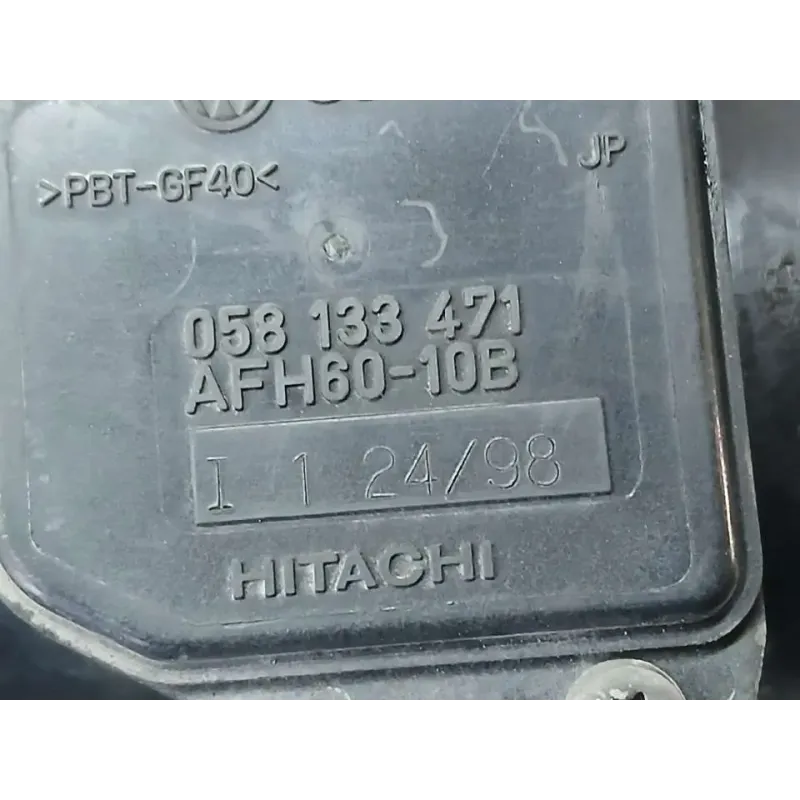 >PBT-GF40<
JP
058 133 471
AFH60-10B
I 1 24/98
HITACHI